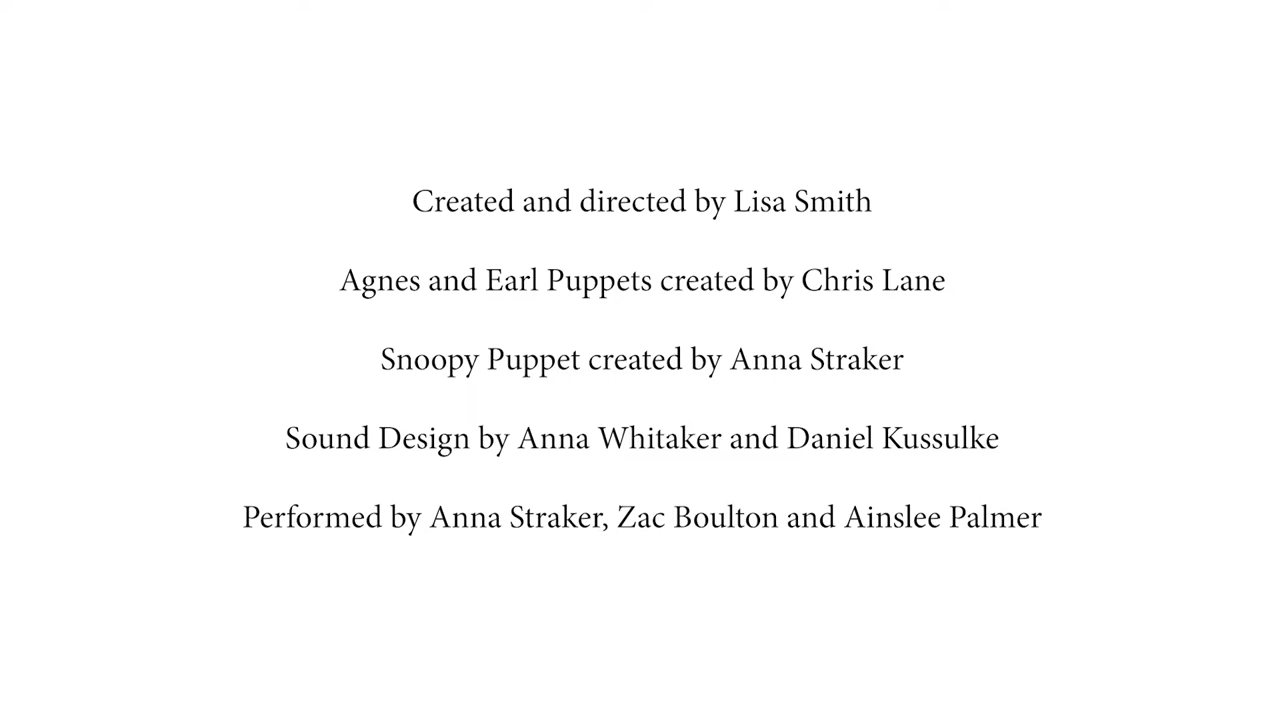 Created and directed by Lisa Smith
Agnes and Earl Puppets created by Chris Lane
Snoopy Puppet created by Anna Straker
Sound Design by Anna Whitaker and Daniel Kussulke
Performed by Anna Straker, Zac Boulton and Ainslee Palmer